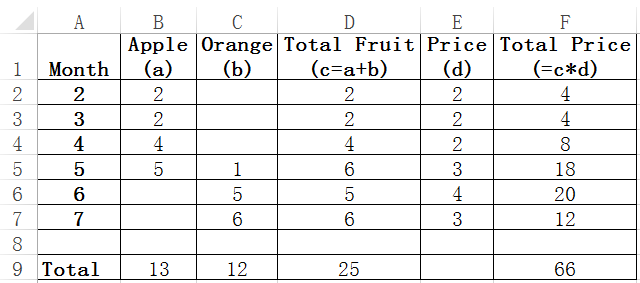 A B C D E F
Apple Orange Total Fruit Price Total Price
1 Month (a) (b) (c=a+b) (d) (=c*d)
2 2 2 2 2 4
3 3 2 2 2 4
4 4 4 4 2 8
5 5 5 1 6 3 18
6 6 5 5 4 20
7 7 6 6 3 12
8
9 Total 13 12 25 66